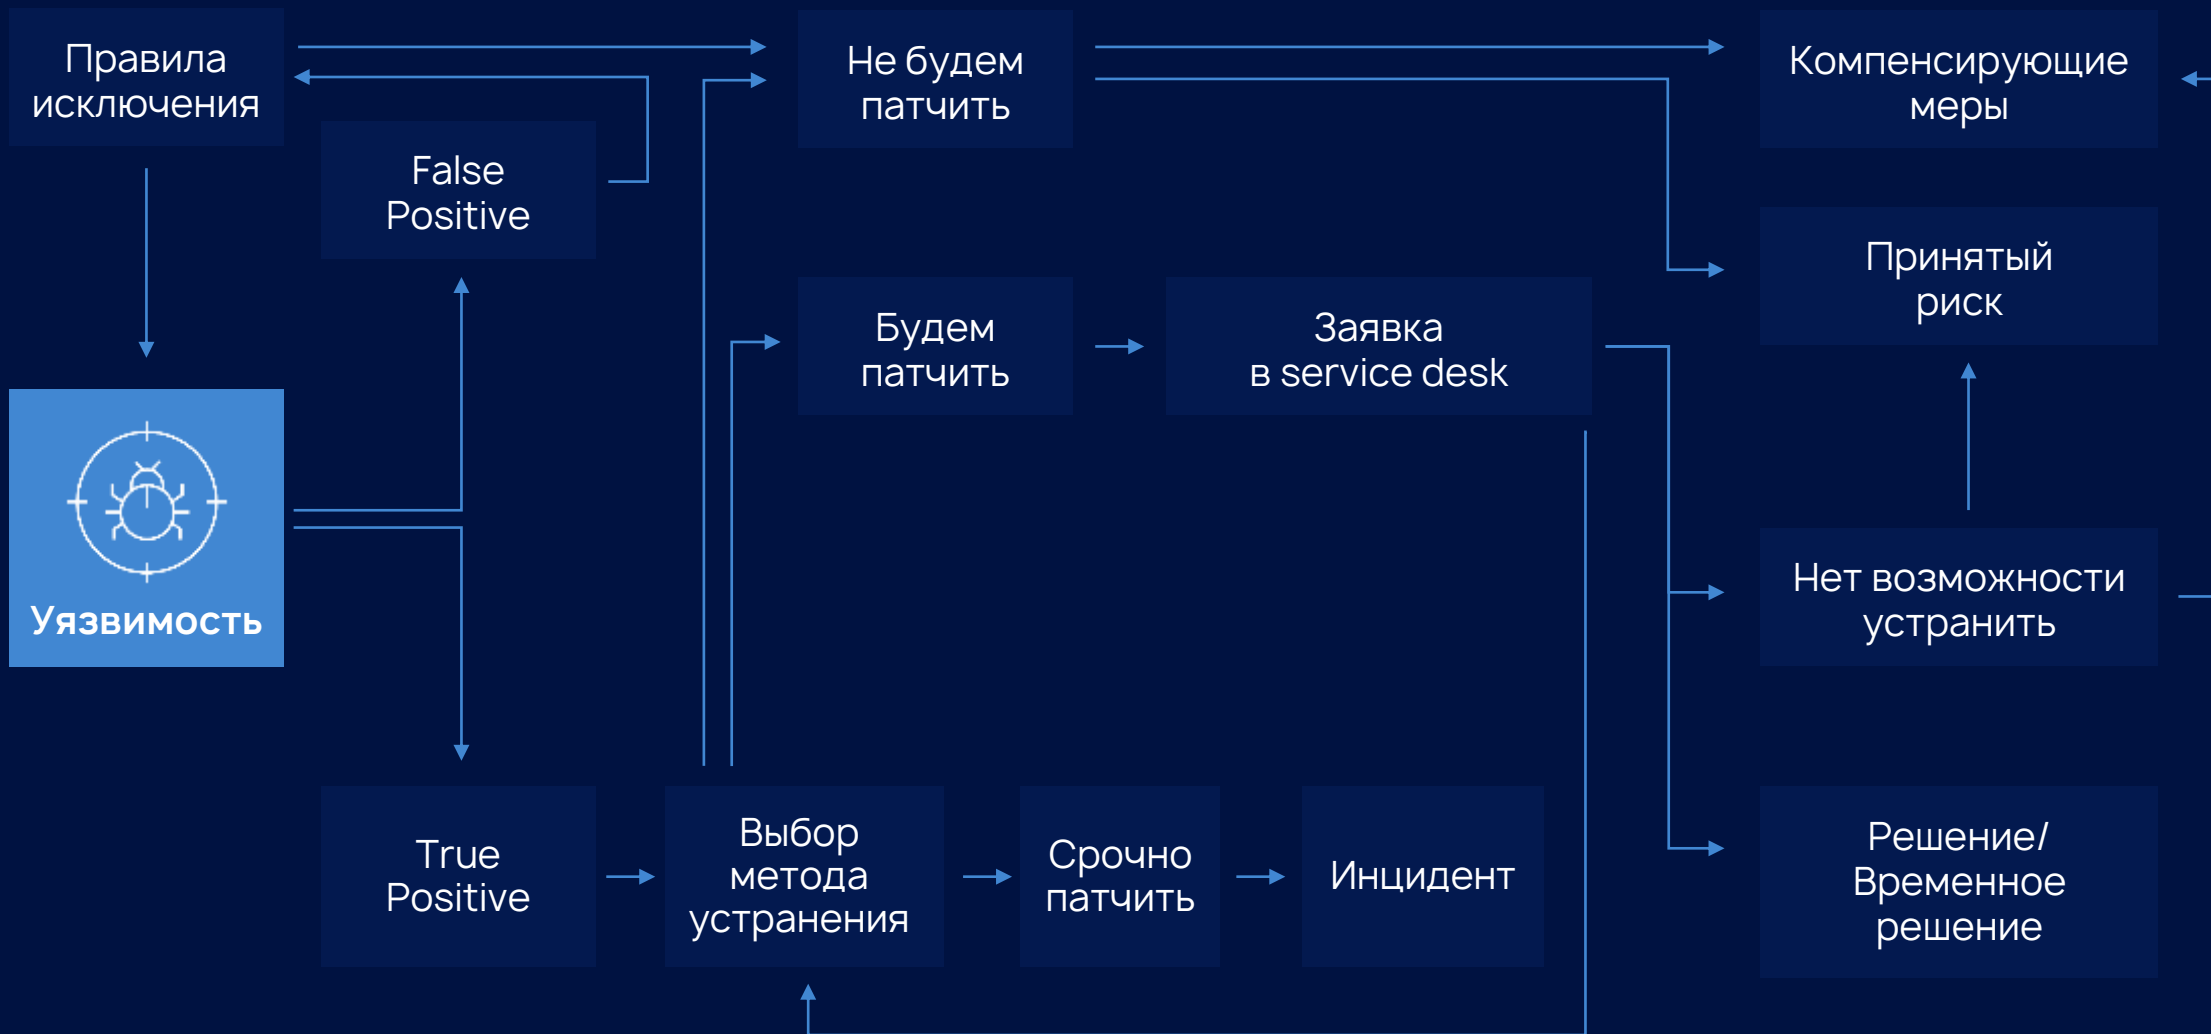 Правила
исключения
Не будем
патчить
Компенсирующие
меры
False
Positive
Принятый
риск
Будем
патчить
Заявка
в service desk
Уязвимость
Нет возможности
устранить
True
Positive
Выбор
метода
устранения
Срочно
патчить
Инцидент
Решение/
Временное
решение